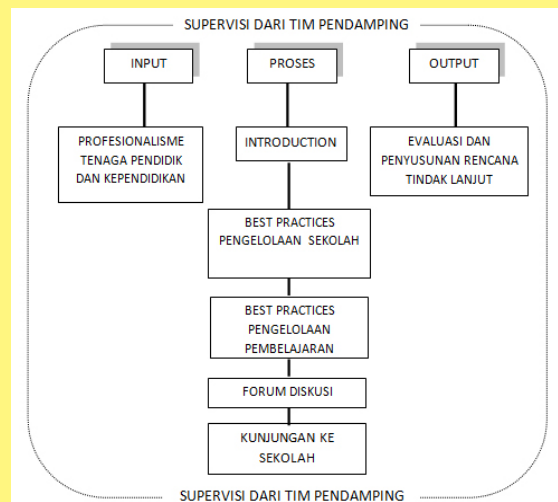 SUPERVISI DARI TIM PENDAMPING
INPUT
PROSES
OUTPUT
PROFESIONALISME
TENAGA PENDIDIK
DAN KEPENDIDIKAN
INTRODUCTION
EVALUASI DAN
PENYUSUNAN RENCANA
TINDAK LANJUT
BEST PRACTICES
PENGELOLAAN SEKOLAH
BEST PRACTICES
PENGELOLAAN
PEMBELAJARAN
FORUM DISKUSI
KUNJUNGAN KE
SEKOLAH
SUPERVISI DARI TIM PENDAMPING